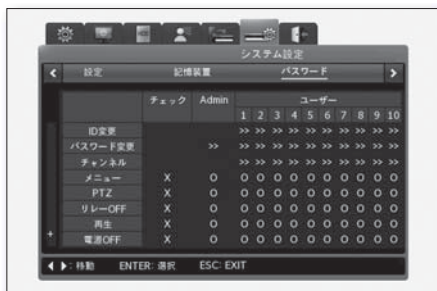 システム設定
設定 記憶装置 パスワード
チェック Admin ユーザー
1 2 3 4 5 6 7 8 9 10
ID変更 >> >> >> >> >> >> >> >> >> >>
パスワード変更 >> >> >> >> >> >> >> >> >> >> >>
チャンネル >> >> >> >> >> >> >> >> >> >>
メニュー X O O O O O O O O O O O
PTZ X O O O O O O O O O O O
リレーOFF X O O O O O O O O O O O
再生 X O O O O O O O O O O O
電源OFF X O O O O O O O O O O O
: 移動 ENTER: 選択 ESC: EXIT